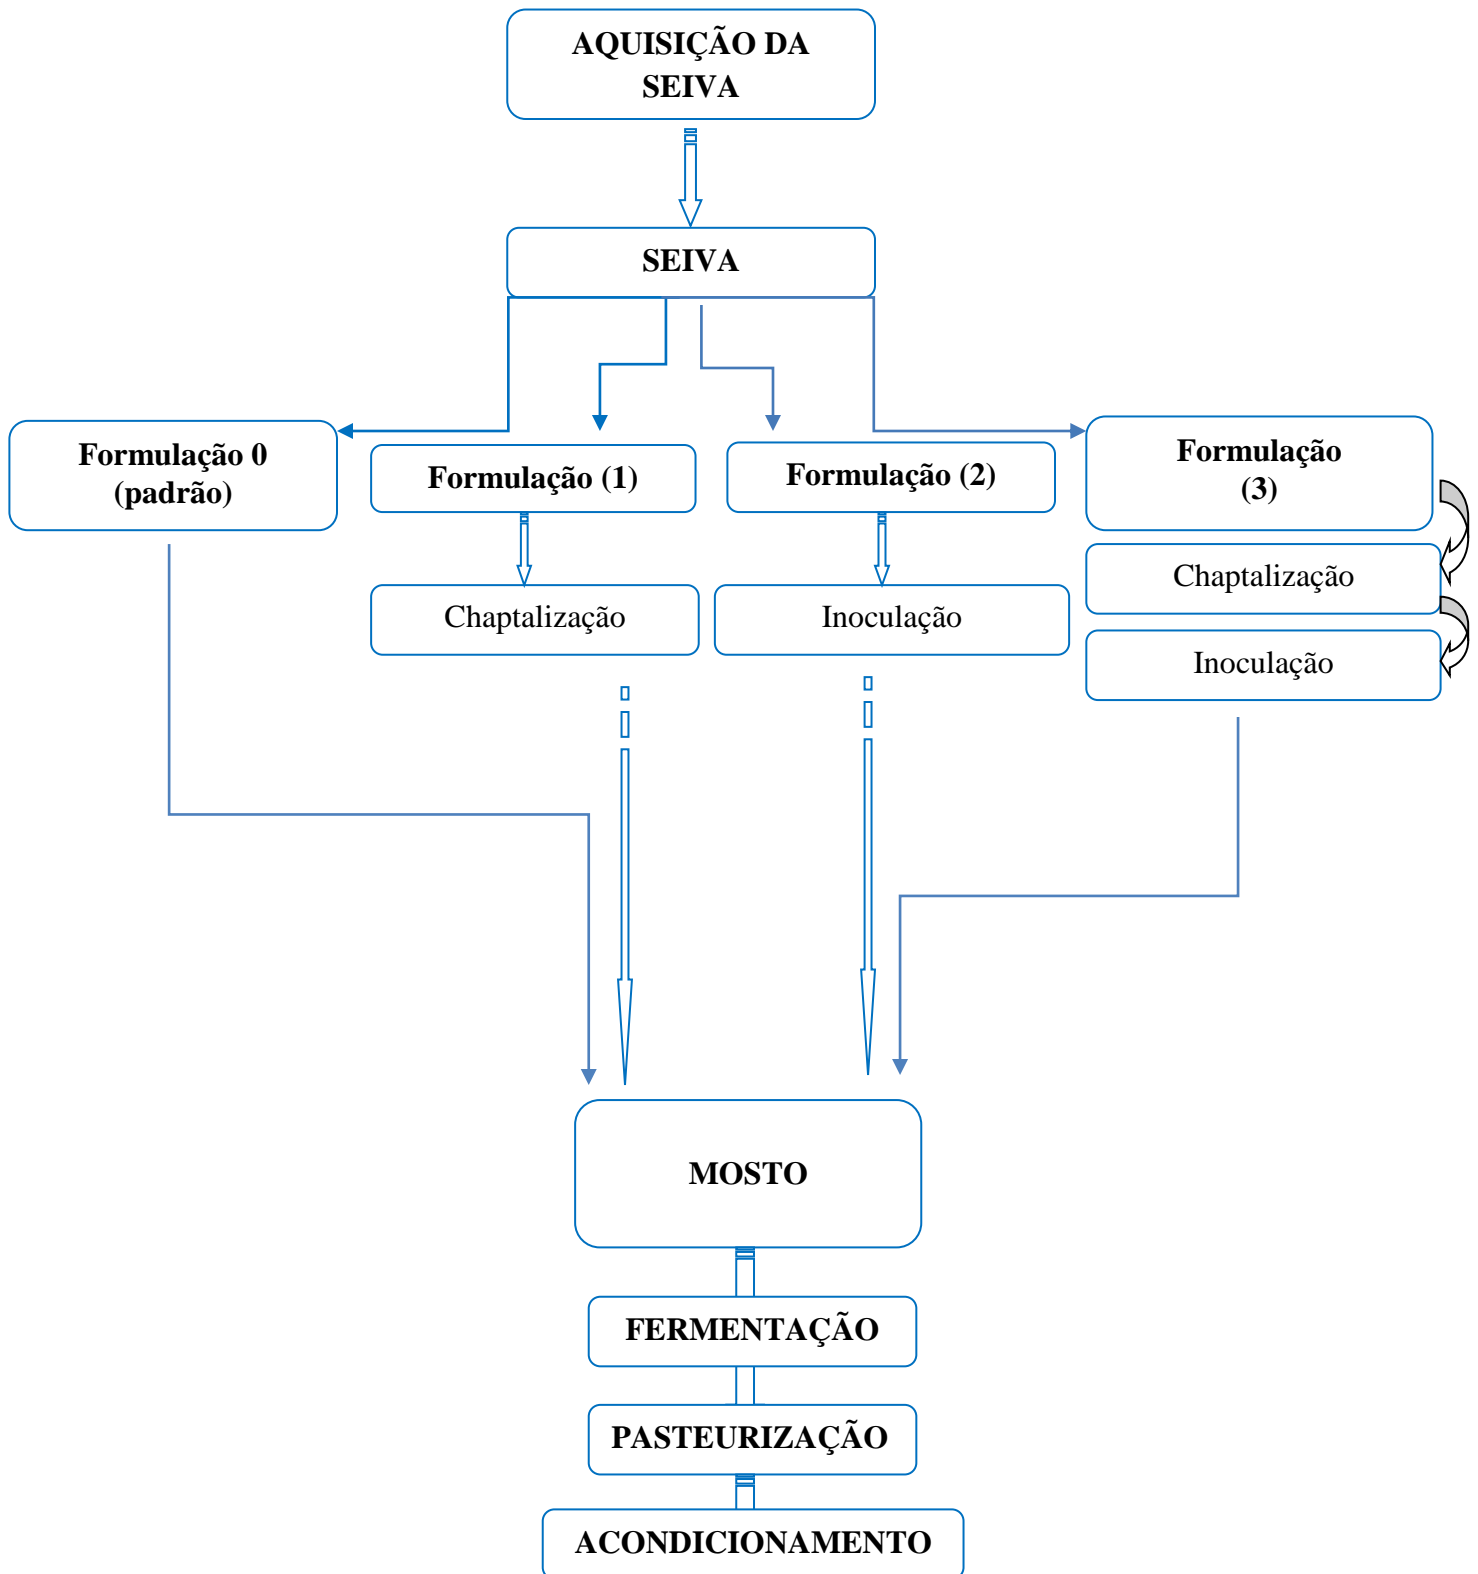 AQUISIÇÃO DA
SEIVA
SEIVA
Formulação 0
(padrão)
Formulação (1)
Formulação (2)
Formulação
(3)
Chaptalização
Inoculação
Chaptalização
Inoculação
MOSTO
FERMENTAÇÃO
PASTEURIZAÇÃO
ACONDICIONAMENTO